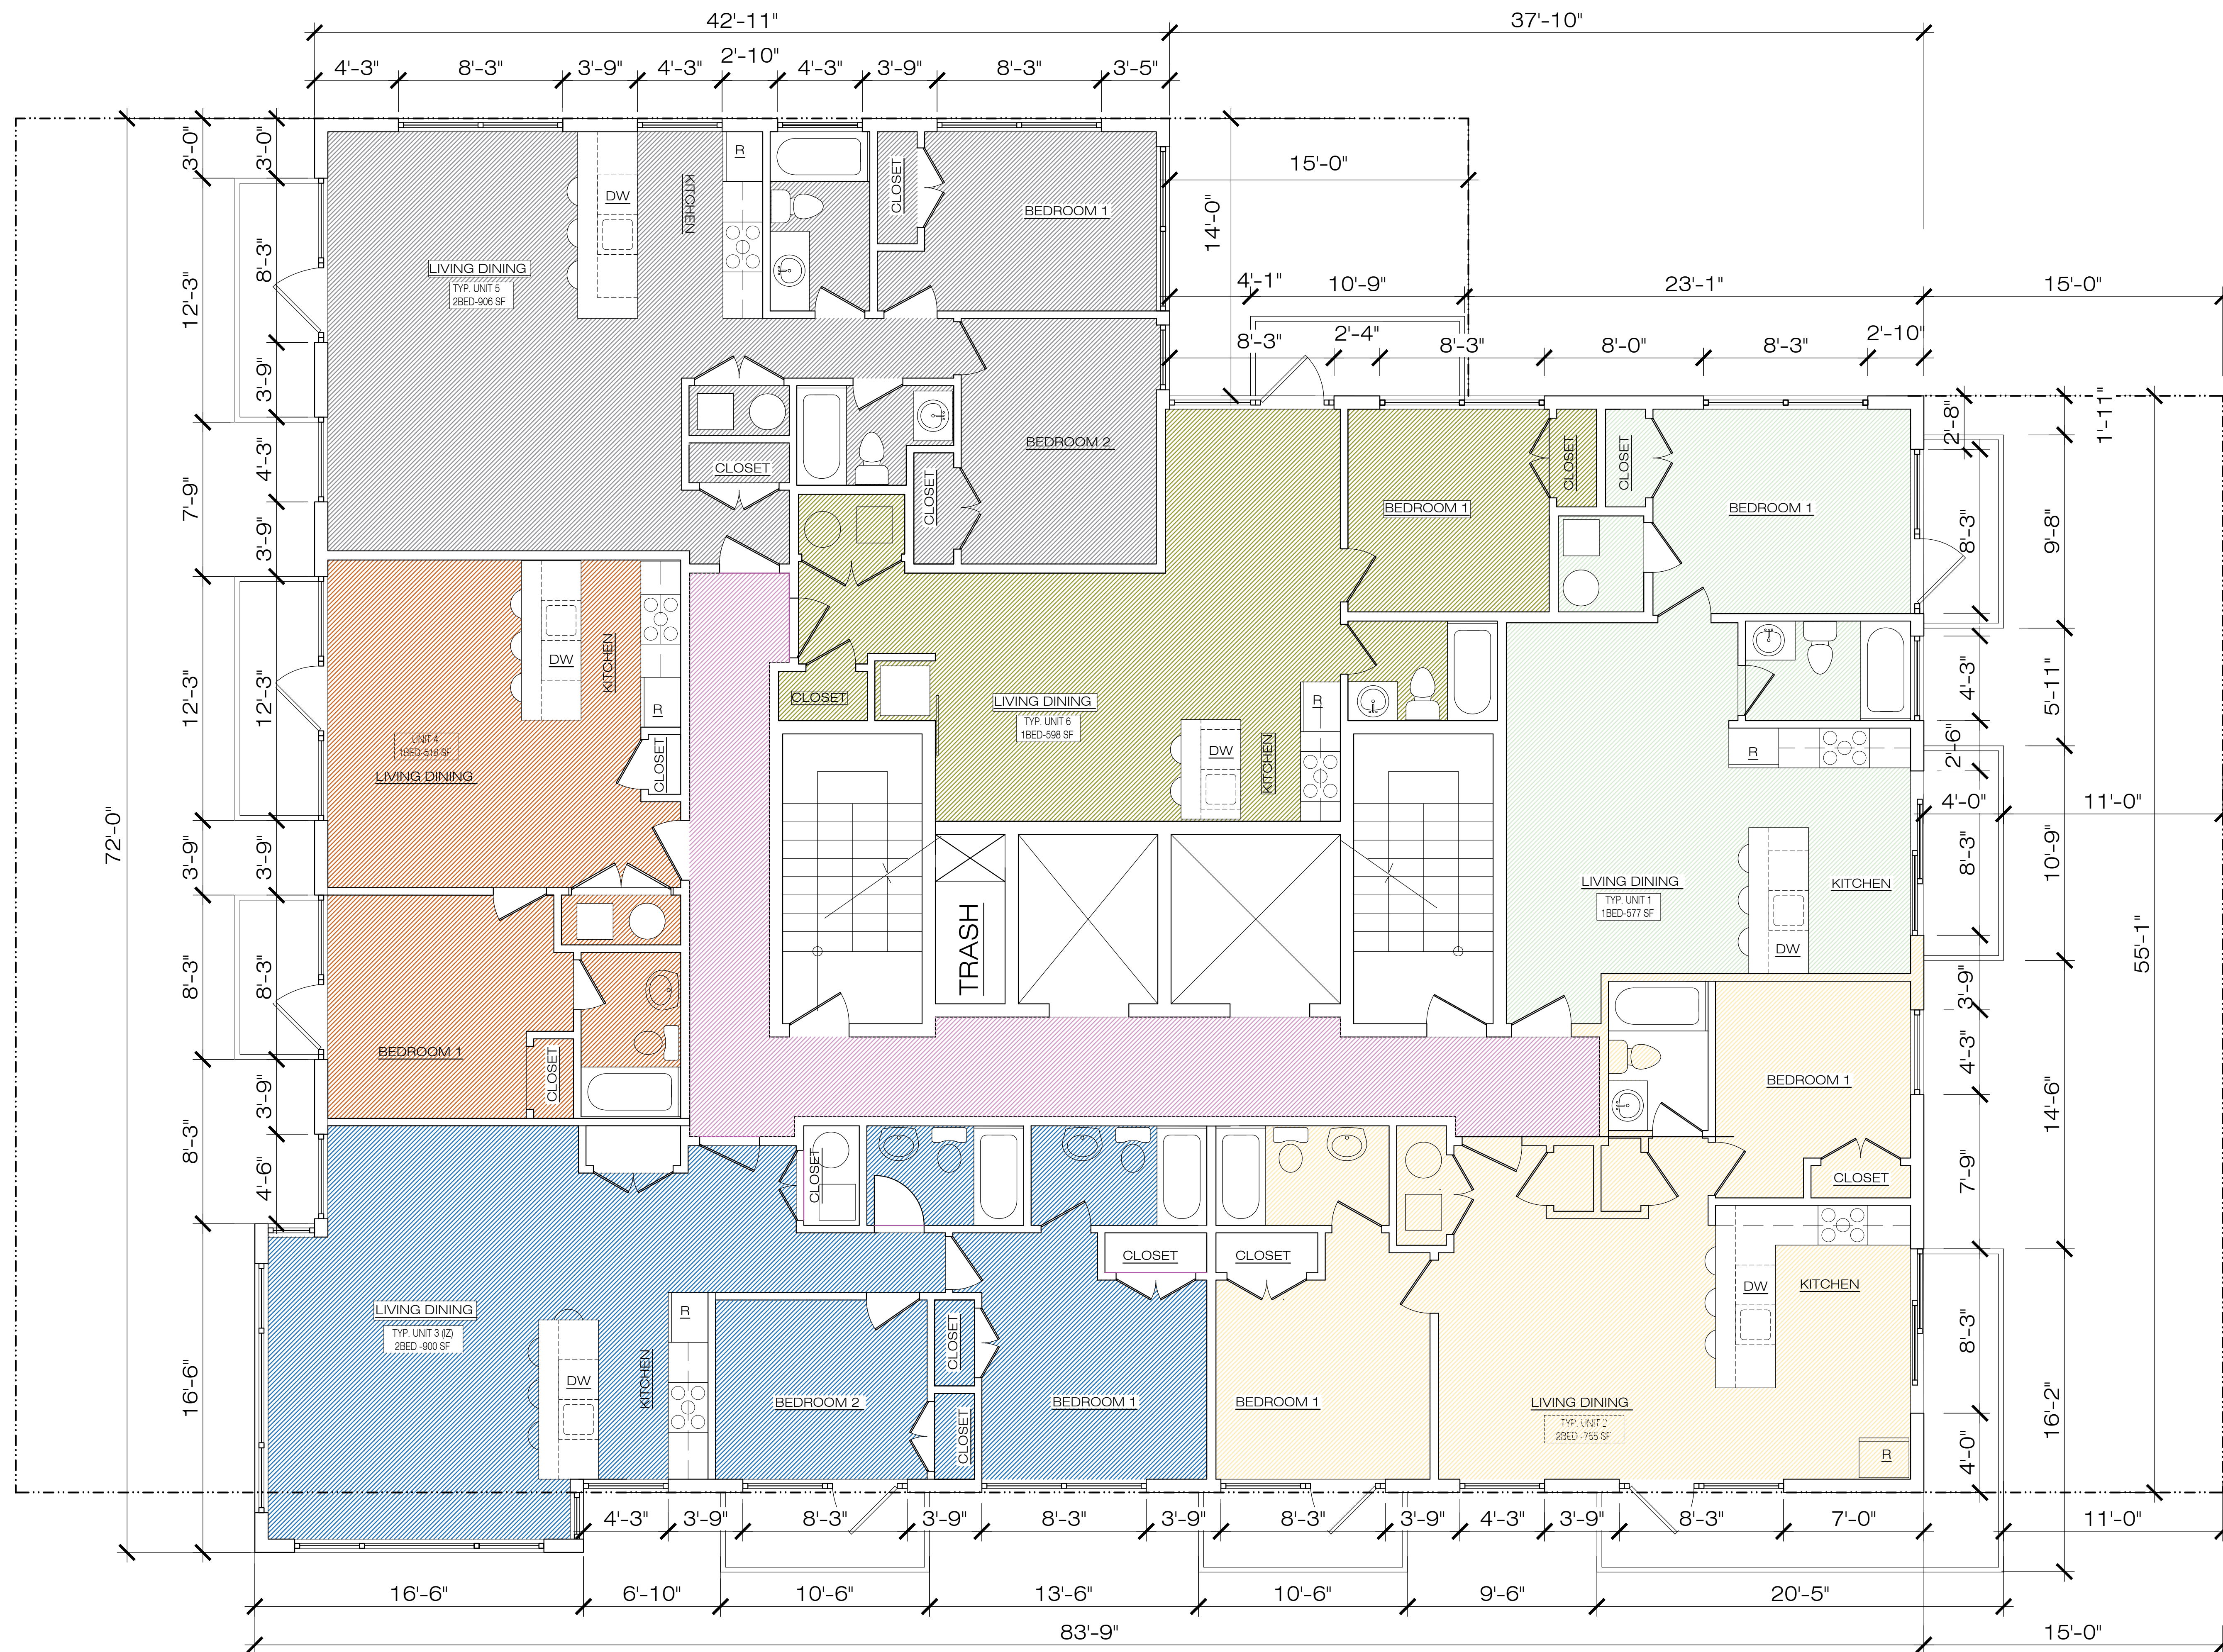 42'-11"
37'-10"
4'-3"
8'-3"
3'-9"
4'-3"
2'-10"
4'-3"
3'-9"
8'-3"
3'-5"
3'-0"
3'-0"
12'-3"
8'-3"
3'-9"
7'-9"
4'-3"
3'-9"
12'-3"
12'-3"
72'-0"
3'-9"
3'-9"
8'-3"
8'-3"
8'-3"
3'-9"
4'-6"
16'-6"
15'-0"
14'-0"
4'-1"
10'-9"
23'-1"
15'-0"
8'-3"
2'-4"
8'-3"
8'-0"
8'-3"
2'-10"
LIVING DINING
TYP. UNIT 5
2BED-906 SF
DW
KITCHEN
R
CLOSET
BEDROOM 1
BEDROOM 2
CLOSET
CLOSET
DW
KITCHEN
R
UNIT 4
1BED-516 SF
LIVING DINING
CLOSET
BEDROOM 1
CLOSET
CLOSET
LIVING DINING
TYP. UNIT 6
1BED-598 SF
DW
KITCHEN
R
BEDROOM 1
CLOSET
CLOSET
BEDROOM 1
R
LIVING DINING
TYP. UNIT 1
1BED-577 SF
KITCHEN
DW
TRASH
BEDROOM 1
CLOSET
DW
KITCHEN
LIVING DINING
TYP. UNIT 2
2BED -755 SF
R
CLOSET
BEDROOM 1
CLOSET
CLOSET
LIVING DINING
TYP. UNIT 3 (IZ)
2BED -900 SF
DW
KITCHEN
R
BEDROOM 2
CLOSET
CLOSET
BEDROOM 1
2'-8"
1'-11"
8'-3"
9'-8"
4'-3"
5'-11"
2'-6"
4'-0"
11'-0"
8'-3"
10'-9"
55'-1"
3'-9"
4'-3"
14'-6"
7'-9"
8'-3"
16'-2"
4'-0"
4'-3"
3'-9"
8'-3"
3'-9"
8'-3"
3'-9"
8'-3"
3'-9"
4'-3"
3'-9"
8'-3"
7'-0"
11'-0"
16'-6"
6'-10"
10'-6"
13'-6"
10'-6"
9'-6"
20'-5"
83'-9"
15'-0"